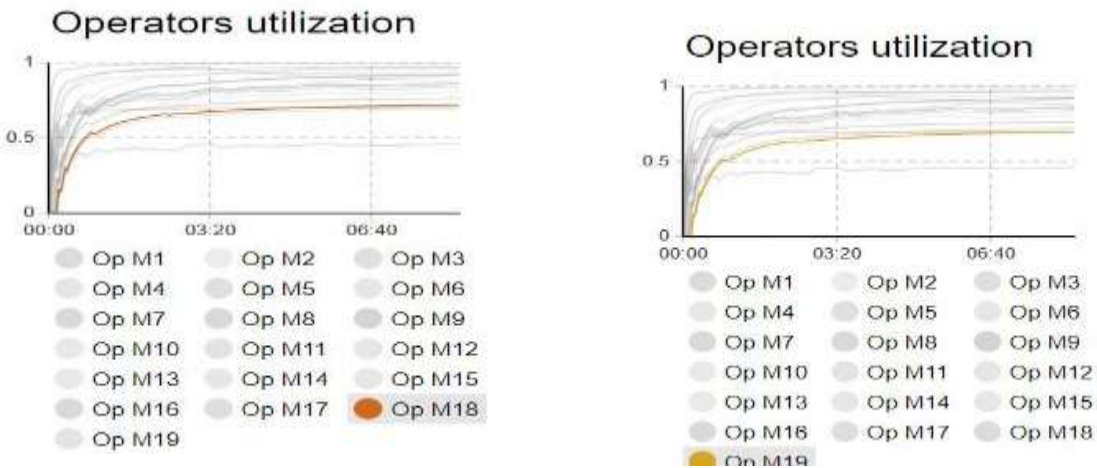 Operators utilization
1
0.5
0
00:00 03:20 06:40
Op M1 Op M2 Op M3
Op M4 Op M5 Op M6
Op M7 Op M8 Op M9
Op M10 Op M11 Op M12
Op M13 Op M14 Op M15
Op M16 Op M17 Op M18
Op M19
Operators utilization
1
0.5
0
00:00 03:20 06:40
Op M1 Op M2 Op M3
Op M4 Op M5 Op M6
Op M7 Op M8 Op M9
Op M10 Op M11 Op M12
Op M13 Op M14 Op M15
Op M16 Op M17 Op M18
Op M19